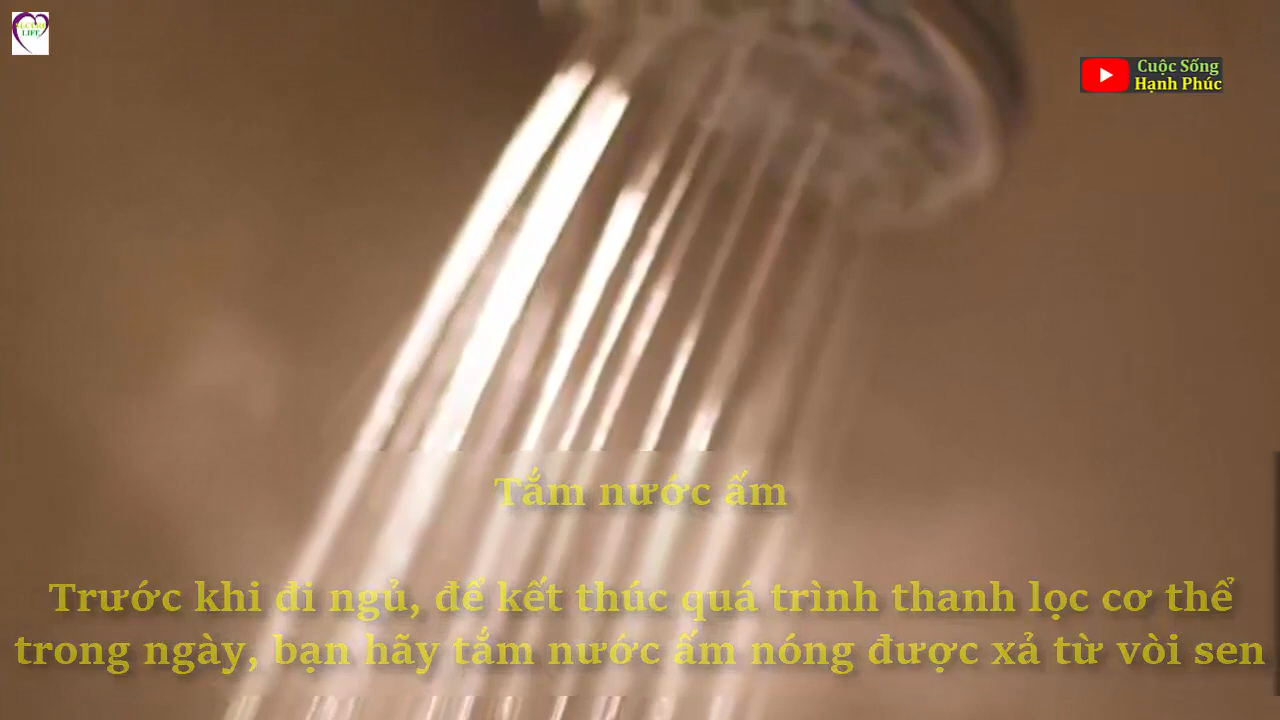 LIFE
Cuộc Sống
Hạnh Phúc
Tắm nước ấm
Trước khi đi ngủ, để kết thúc quá trình thanh lọc cơ thể
trong ngày, bạn hãy tắm nước ấm nóng được xả từ vòi sen